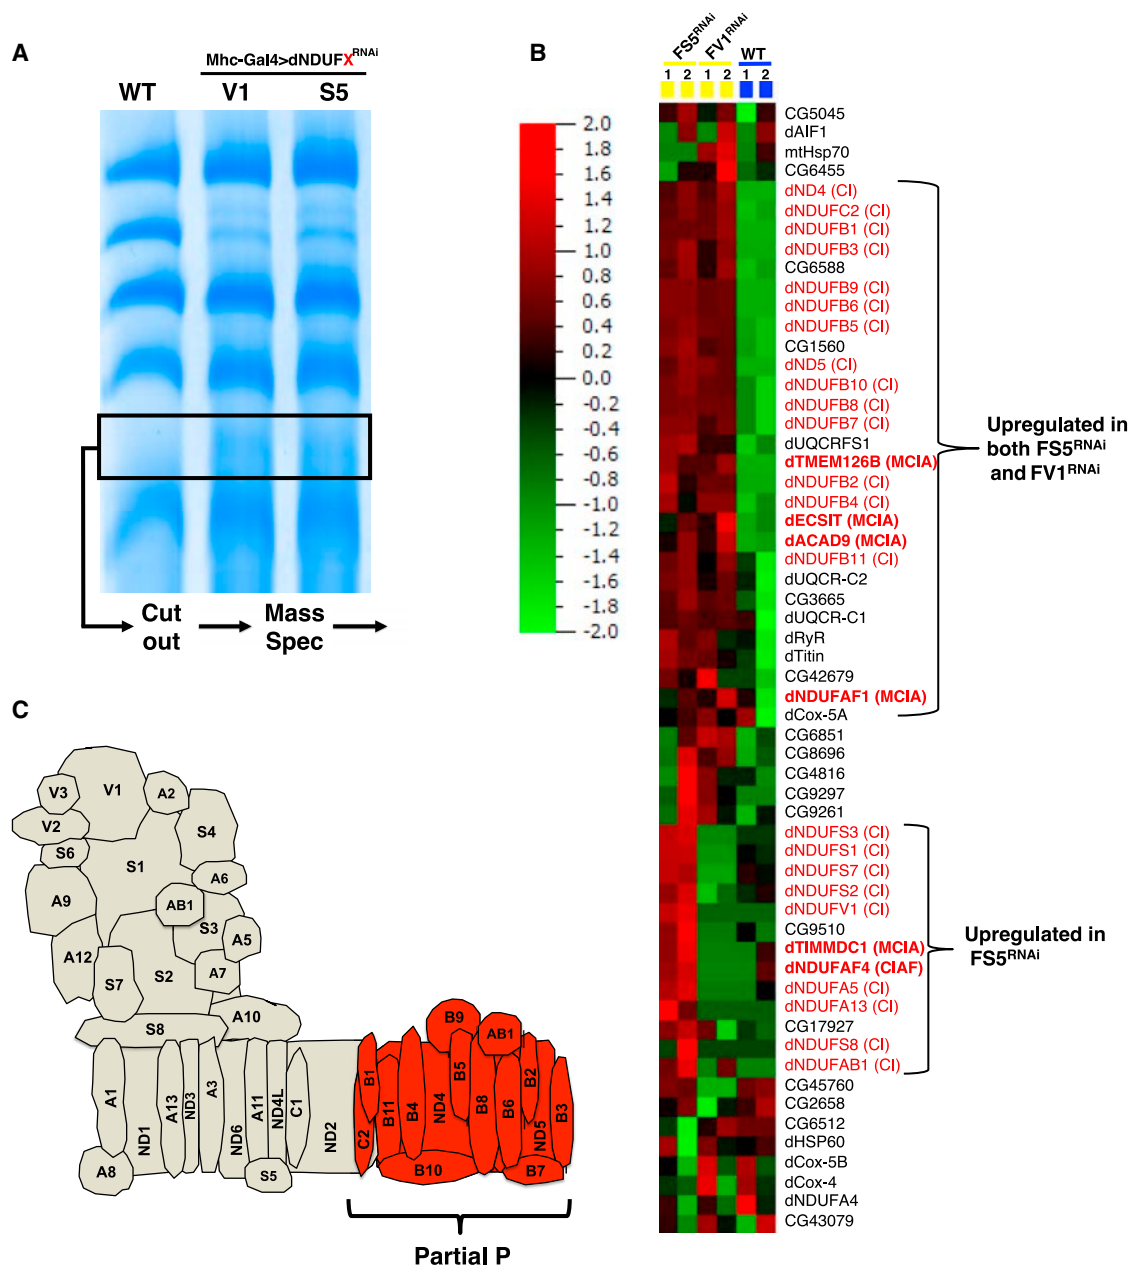 A
Mhc-Gal4>dNDUFXRNAi
WT V1 S5
Cut out
Mass Spec
B
FS5RNAi FV1RNAi WT
1 2 1 2 1 2
2.0
1.8
1.6
1.4
1.2
1.0
0.8
0.6
0.4
0.2
0.0
-0.2
-0.4
-0.6
-0.8
-1.0
-1.2
-1.4
-1.6
-1.8
-2.0
CG5045
dAIF1
mtHsp70
CG6455
dND4 (CI)
dNDUFC2 (CI)
dNDUFB1 (CI)
dNDUFB3 (CI)
CG6588
dNDUFB9 (CI)
dNDUFB6 (CI)
dNDUFB5 (CI)
CG1560
dND5 (CI)
dNDUFB10 (CI)
dNDUFB8 (CI)
dNDUFB7 (CI)
dUQCRFS1
dTMEM126B (MCIA)
dNDUFB2 (CI)
dNDUFB4 (CI)
dECSIT (MCIA)
dACAD9 (MCIA)
dNDUFB11 (CI)
dUQCR-C2
CG3665
dUQCR-C1
dRyR
dTitin
CG42679
dNDUFAF1 (MCIA)
dCox-5A
CG6851
CG8696
CG4816
CG9297
CG9261
dNDUFS3 (CI)
dNDUFS1 (CI)
dNDUFS7 (CI)
dNDUFS2 (CI)
dNDUFV1 (CI)
CG9510
dTIMMDC1 (MCIA)
dNDUFAF4 (CIAF)
dNDUFA5 (CI)
dNDUFA13 (CI)
CG17927
dNDUFS8 (CI)
dNDUFAB1 (CI)
CG45760
CG2658
CG6512
dHSP60
dCox-5B
dCox-4
dNDUFA4
CG43079
Upregulated in
both FS5RNAi
and FV1RNAi
Upregulated in
FS5RNAi
C
V3 V1 A2
V2 S4
S6 S1 A6
A9 AB1 S3
A12 A5
S7 S2 A7
S8 A10
A1 ND1 A13 ND3 A3 ND6 A11 ND4L C1 ND2
A8 S5
B9 AB1
C2 B1 B11 B4 ND4 B5 B8 B6 B2 ND5 B3
B10 B7
Partial P